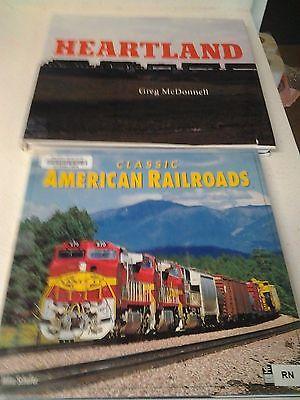 HEARTLAND
Greg McDonnell
CLASSIC
AMERICAN RAILROADS
RN